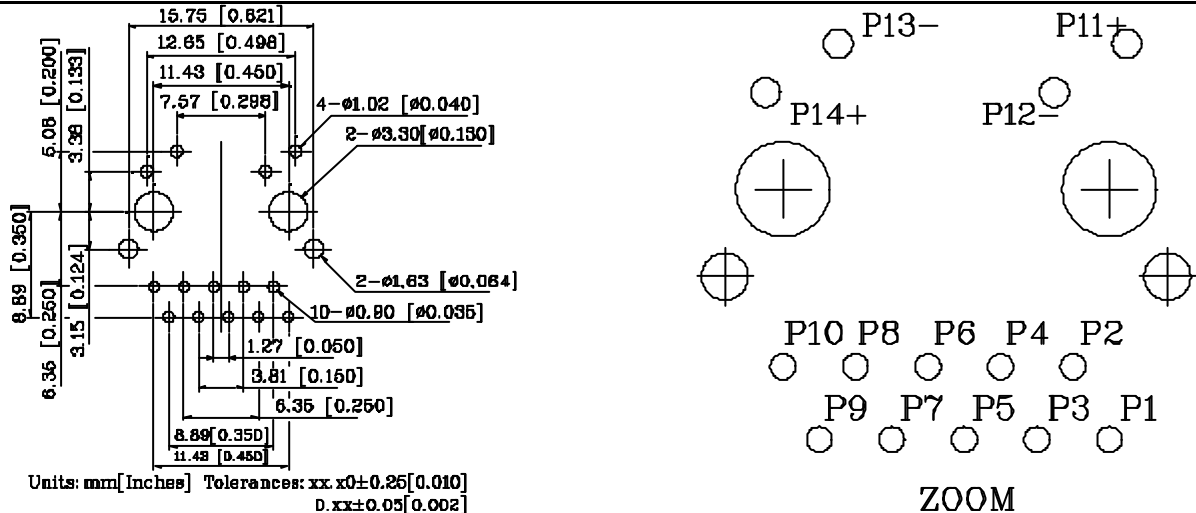 15.75 [0.621]
12.65 [0.498]
11.43 [0.450]
7.57 [0.298]
5.08 [0.200]
3.38 [0.133]
4-ø1.02 [ø0.040]
2-ø3.30[ø0.130]
8.89 [0.350]
6.35 [0.250]
3.15 [0.124]
2-ø1.63 [ø0.064]
10-ø0.90 [ø0.035]
1.27 [0.050]
3.81 [0.150]
6.35 [0.250]
8.89[0.350]
11.43 [0.450]
Units: mm[Inches] Tolerances: xx.x0±0.25[0.010]
0.xx±0.05[0.002]
P13- P11+
P14+ P12-
P10 P8 P6 P4 P2
P9 P7 P5 P3 P1
ZOOM